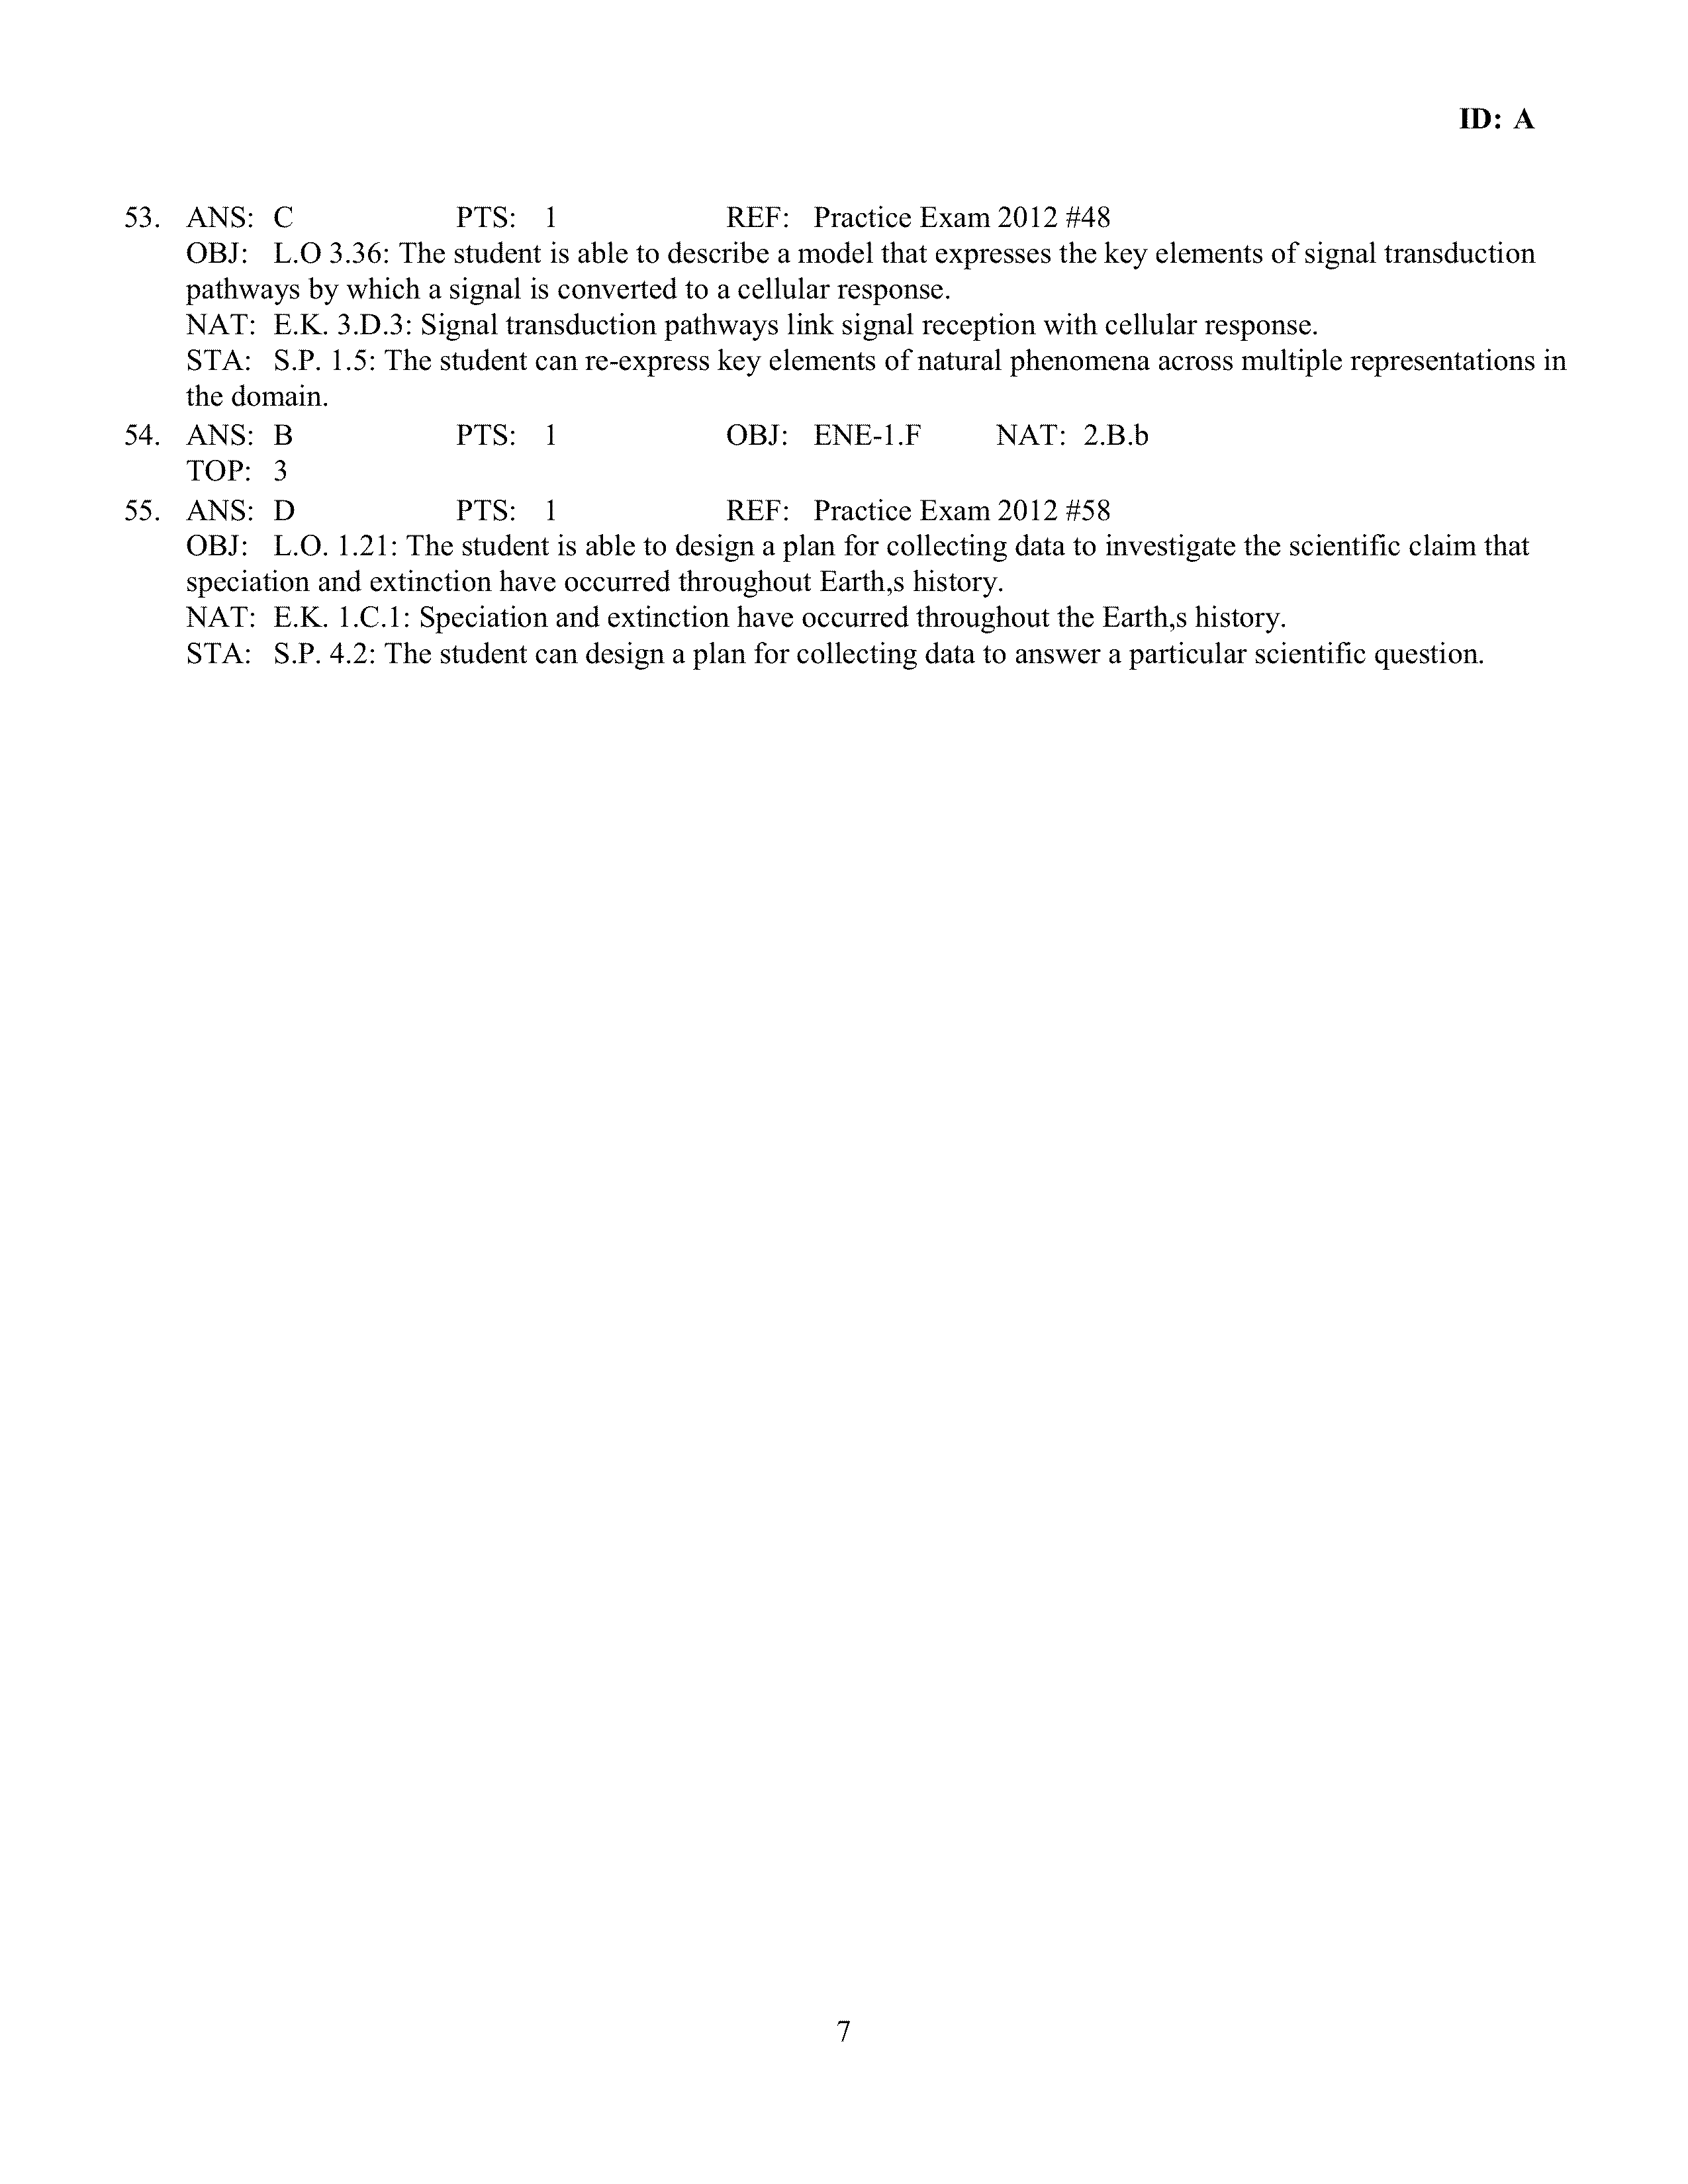 ID: A
53. ANS: C PTS: 1 REF: Practice Exam 2012 #48
OBJ: L.O 3.36: The student is able to describe a model that expresses the key elements of signal transduction
pathways by which a signal is converted to a cellular response.
NAT: E.K. 3.D.3: Signal transduction pathways link signal reception with cellular response.
STA: S.P. 1.5: The student can re-express key elements of natural phenomena across multiple representations in
the domain.
54. ANS: B PTS: 1 OBJ: ENE-1.F NAT: 2.B.b
TOP: 3
55. ANS: D PTS: 1 REF: Practice Exam 2012 #58
OBJ: L.O. 1.21: The student is able to design a plan for collecting data to investigate the scientific claim that
speciation and extinction have occurred throughout Earth,s history.
NAT: E.K. 1.C.1: Speciation and extinction have occurred throughout the Earth,s history.
STA: S.P. 4.2: The student can design a plan for collecting data to answer a particular scientific question.
7